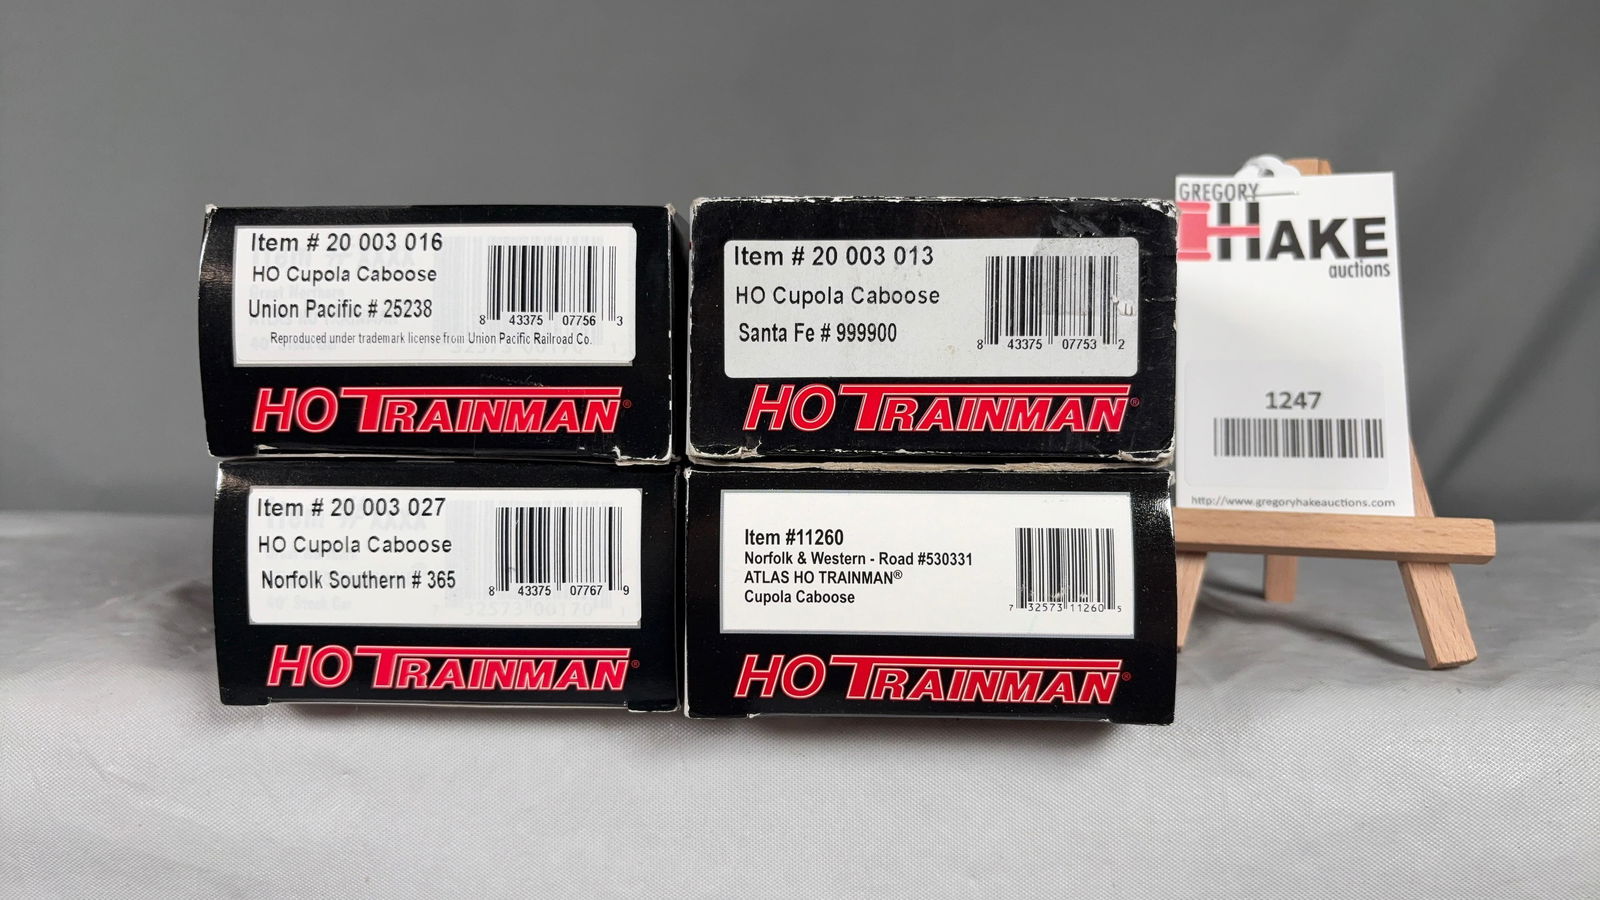 Item # 20 003 016
HO Cupola Caboose
Union Pacific # 25238
8 43375 07756 3
Reproduced under trademark license from Union Pacific Railroad Co.
HO TRAINMAN®
Item # 20 003 013
HO Cupola Caboose
Santa Fe # 999900
8 43375 07753 2
HO TRAINMAN®
Item # 20 003 027
HO Cupola Caboose
Norfolk Southern # 365
8 43375 07767 9
HO TRAINMAN®
Item #11260
Norfolk & Western - Road #530331
ATLAS HO TRAINMAN®
Cupola Caboose
7 32573 11260 5
HO TRAINMAN®
GREGORY
HAKE
auctions
1247
http://www.gregoryhakeauctions.com